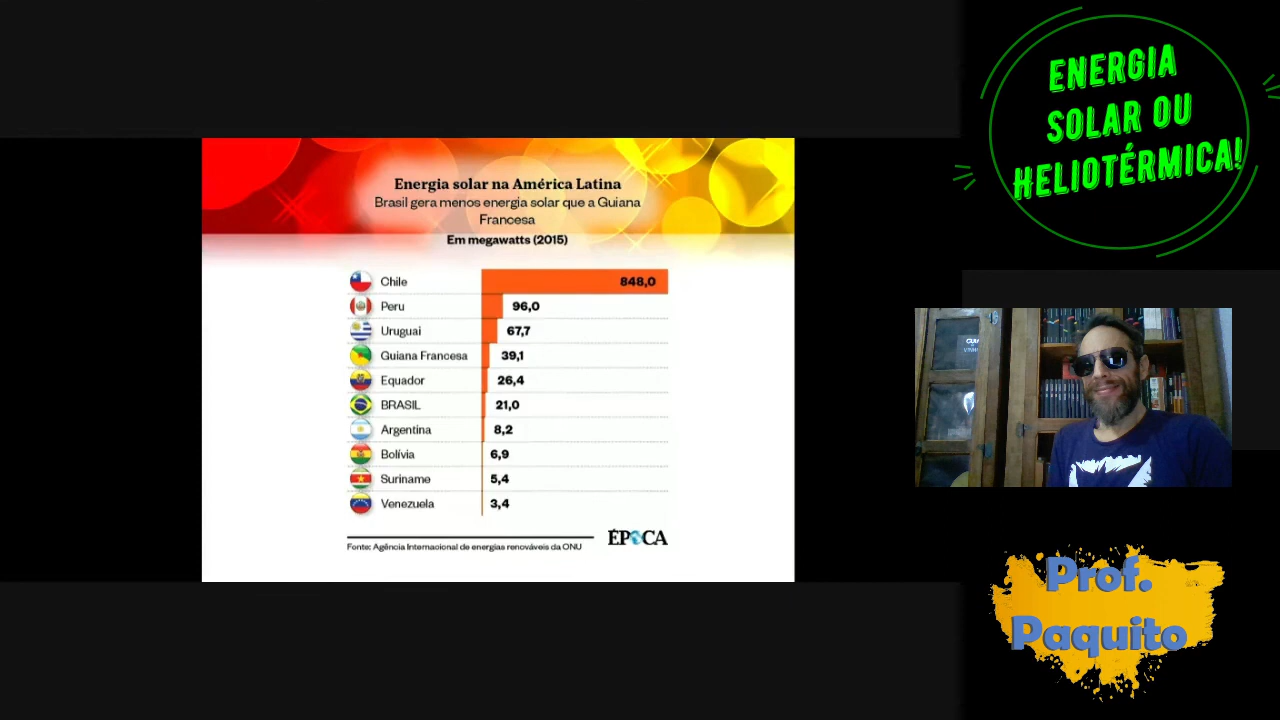 Energia solar na América Latina
Brasil gera menos energia solar que a Guiana
Francesa
Em megawatts (2015)
Chile 848,0
Peru 96,0
Uruguai 67,7
Guiana Francesa 39,1
Equador 26,4
BRASIL 21,0
Argentina 8,2
Bolívia 6,9
Suriname 5,4
Venezuela 3,4
Fonte: Agência Internacional de energias renováveis da ONU
ÉPOCA
ENERGIA
SOLAR OU
HELIOTÉRMICA!
Prof.
Paquito